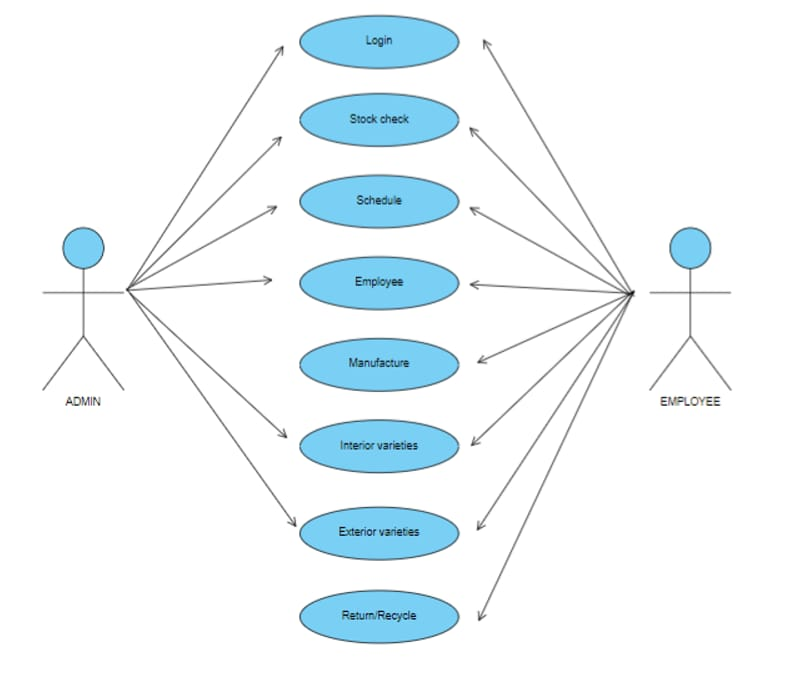 Login
Stock check
Schedule
Employee
Manufacture
ADMIN
EMPLOYEE
Interior varieties
Exterior varieties
Return/Recycle